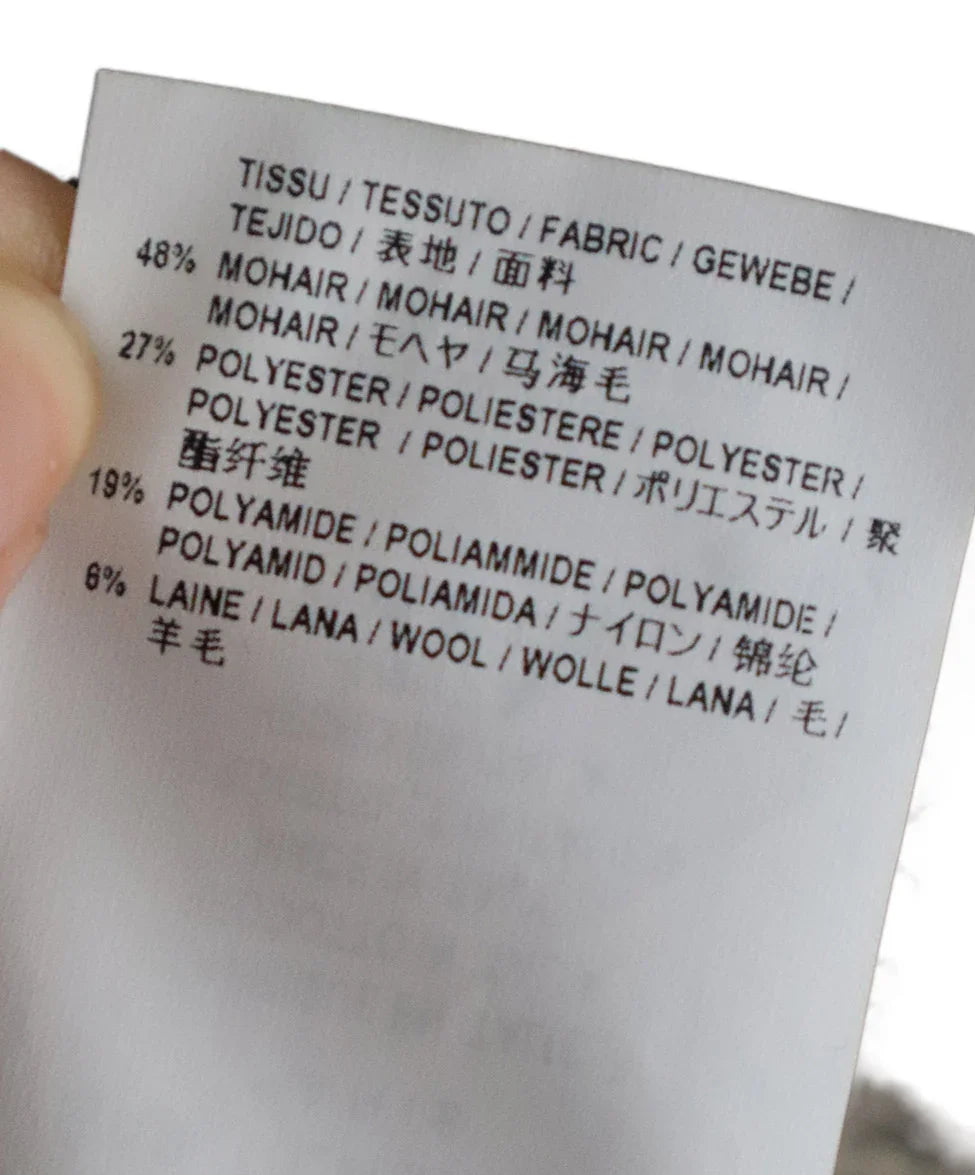 TISSU / TESSUTO / FABRIC / GEWEBE /
TEJIDO / 表地 / 面料
48% MOHAIR / MOHAIR / MOHAIR / MOHAIR /
MOHAIR / モヘヤ / 马海毛
27% POLYESTER / POLIESTERE / POLYESTER /
POLYESTER / POLIESTER / ポリエステル / 聚
酯纤维
19% POLYAMIDE / POLIAMMIDE / POLYAMIDE /
POLYAMID / POLIAMIDA / ナイロン / 锦纶
6% LAINE / LANA / WOOL / WOLLE / LANA / 毛 /
羊毛